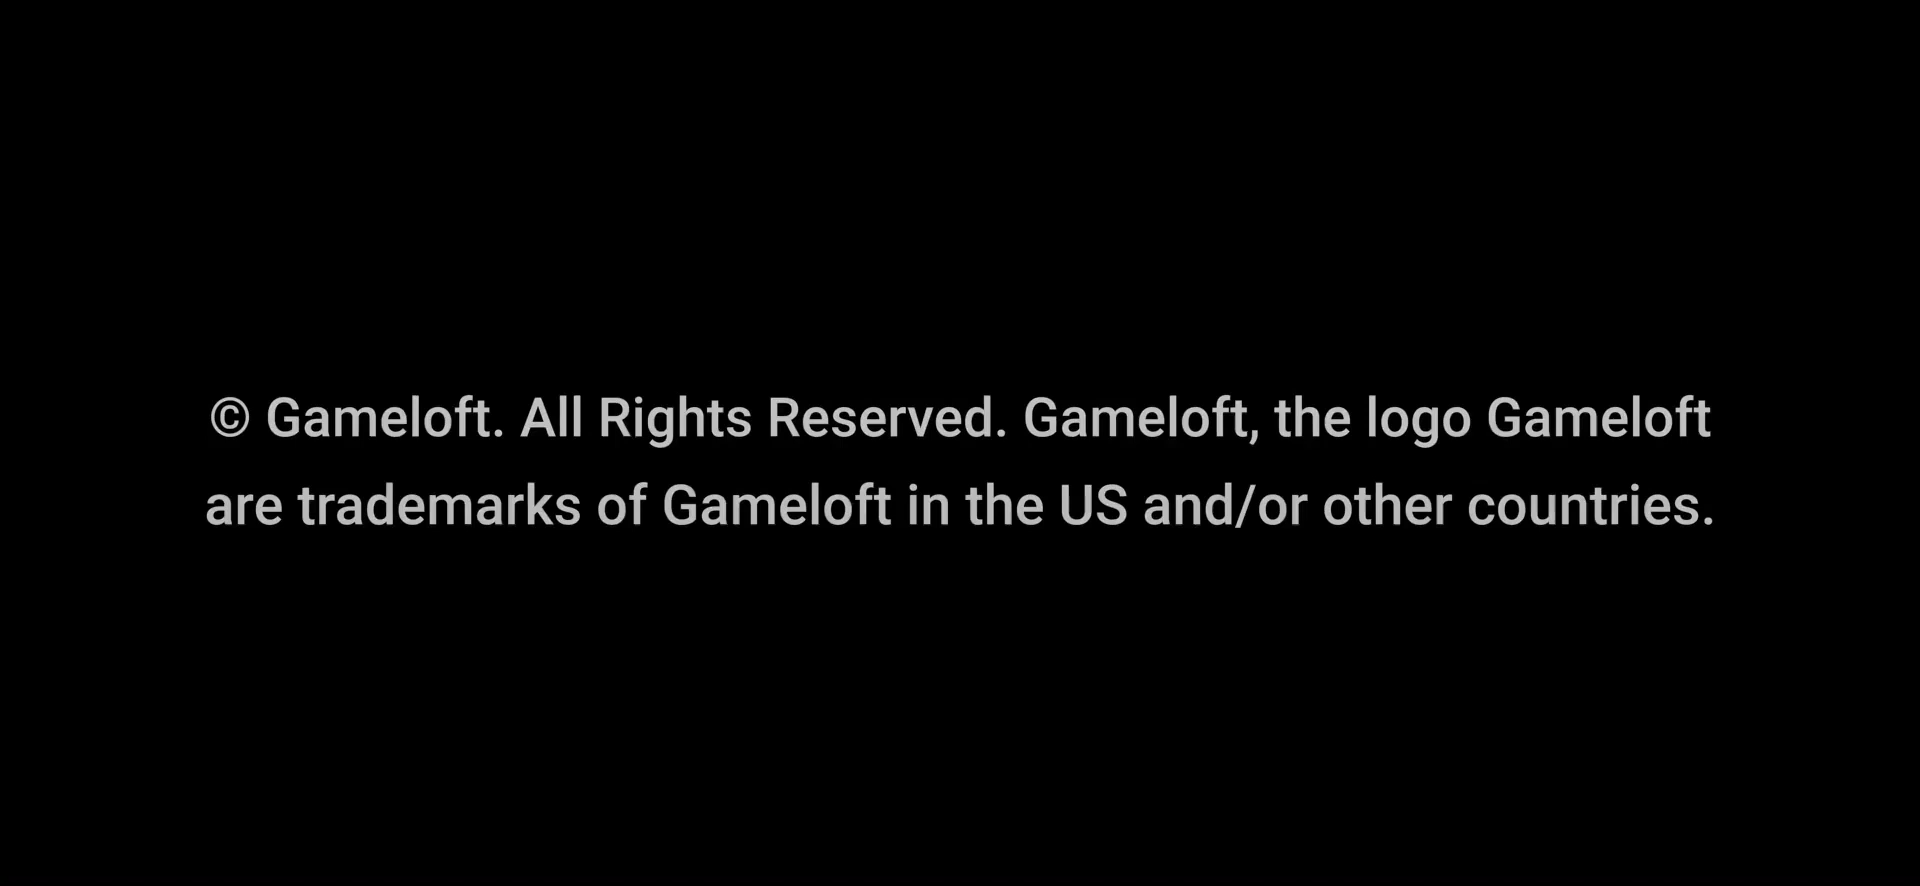 © Gameloft. All Rights Reserved. Gameloft, the logo Gameloft
are trademarks of Gameloft in the US and/or other countries.